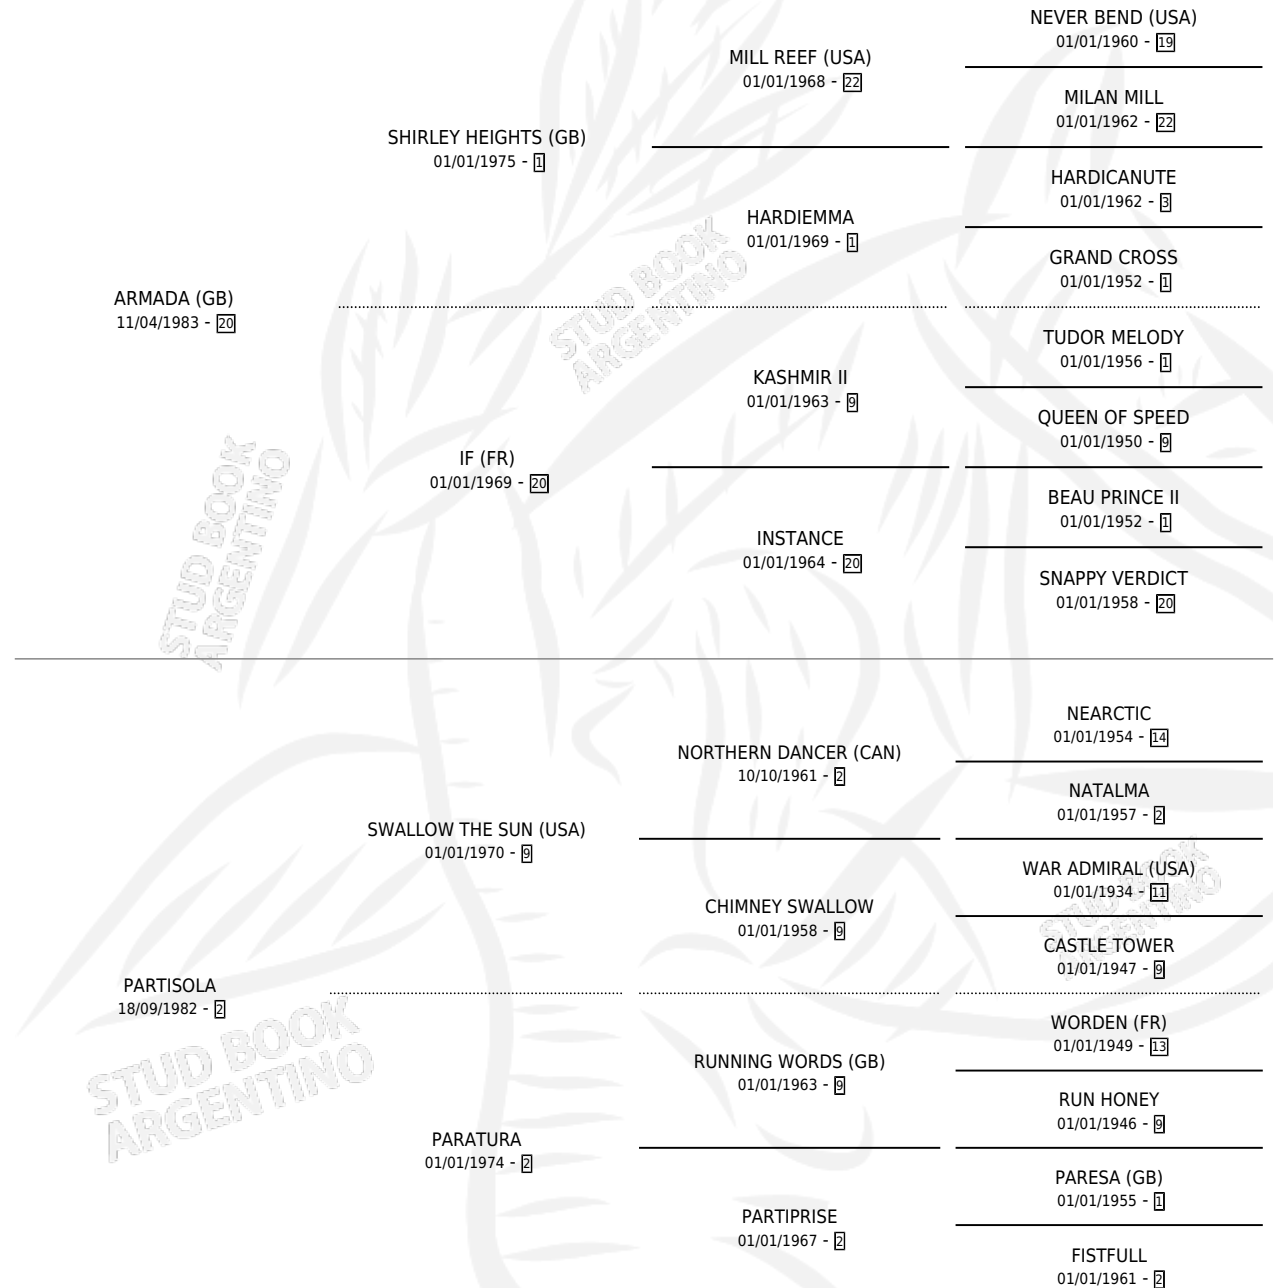 NEVER BEND (USA)
01/01/1960 - 19
MILL REEF (USA)
01/01/1968 - 22
MILAN MILL
01/01/1962 - 22
SHIRLEY HEIGHTS (GB)
01/01/1975 - 1
HARDICANUTE
01/01/1962 - 3
HARDIEMMA
01/01/1969 - 1
GRAND CROSS
01/01/1952 - 1
ARMADA (GB)
11/04/1983 - 20
TUDOR MELODY
01/01/1956 - 1
KASHMIR II
01/01/1963 - 9
QUEEN OF SPEED
01/01/1950 - 9
IF (FR)
01/01/1969 - 20
BEAU PRINCE II
01/01/1952 - 1
INSTANCE
01/01/1964 - 20
SNAPPY VERDICT
01/01/1958 - 20
STUD BOOK
ARGENTINO
STUD BOOK
ARGENTINO
NEARCTIC
01/01/1954 - 14
NORTHERN DANCER (CAN)
10/10/1961 - 2
NATALMA
01/01/1957 - 2
SWALLOW THE SUN (USA)
01/01/1970 - 9
WAR ADMIRAL (USA)
01/01/1934 - 11
CHIMNEY SWALLOW
01/01/1958 - 9
CASTLE TOWER
01/01/1947 - 9
PARTISOLA
18/09/1982 - 2
WORDEN (FR)
01/01/1949 - 13
RUNNING WORDS (GB)
01/01/1963 - 9
RUN HONEY
01/01/1946 - 9
PARATURA
01/01/1974 - 2
PARESA (GB)
01/01/1955 - 1
PARTIPRISE
01/01/1967 - 2
FISTFULL
01/01/1961 - 2
STUD BOOK
ARGENTINO
STUD BOOK
ARGENTINO